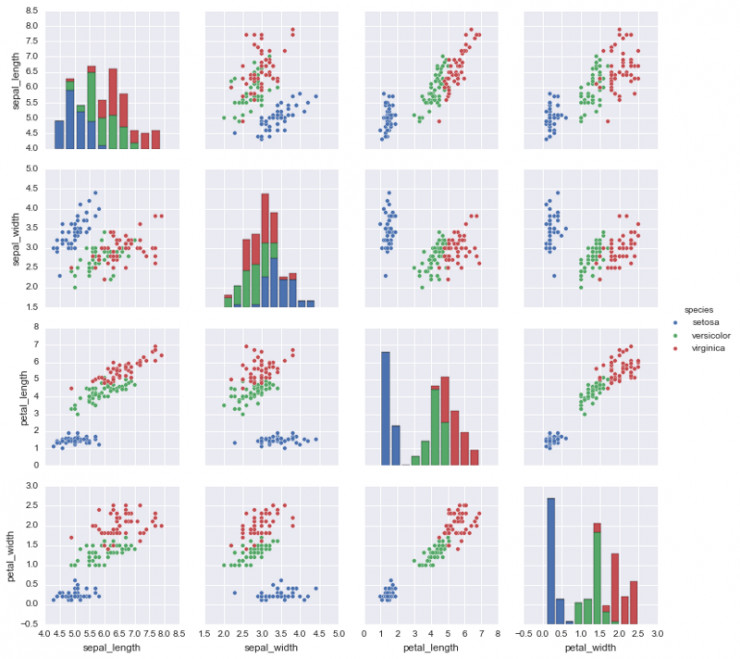 8.5
8.0
7.5
7.0
6.5
6.0
5.5
5.0
4.5
4.0
sepal_length
5.0
4.5
4.0
3.5
3.0
2.5
2.0
1.5
sepal_width
species
setosa
versicolor
virginica
8
7
6
5
4
3
2
1
0
petal_length
3.0
2.5
2.0
1.5
1.0
0.5
0.0
−0.5
petal_width
4.0 4.5 5.0 5.5 6.0 6.5 7.0 7.5 8.0 8.5
sepal_length
1.5 2.0 2.5 3.0 3.5 4.0 4.5 5.0
sepal_width
0 1 2 3 4 5 6 7 8
petal_length
−0.5 0.0 0.5 1.0 1.5 2.0 2.5 3.0
petal_width